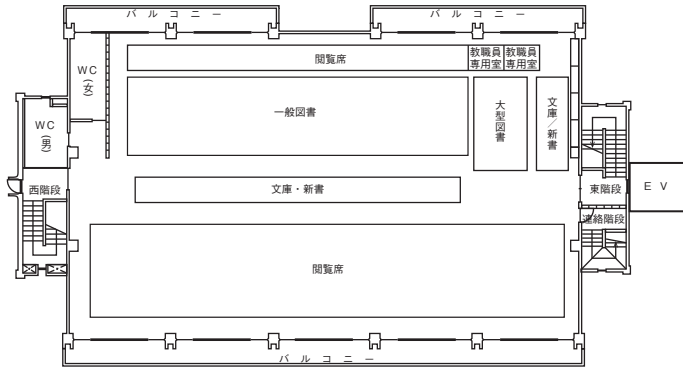 バルコニー
バルコニー
閲覧席
教職員
専用室
教職員
専用室
WC
(女)
一般図書
大型図書
文庫/新書
WC
(男)
西階段
文庫・新書
東階段
EV
連絡階段
閲覧席
バルコニー